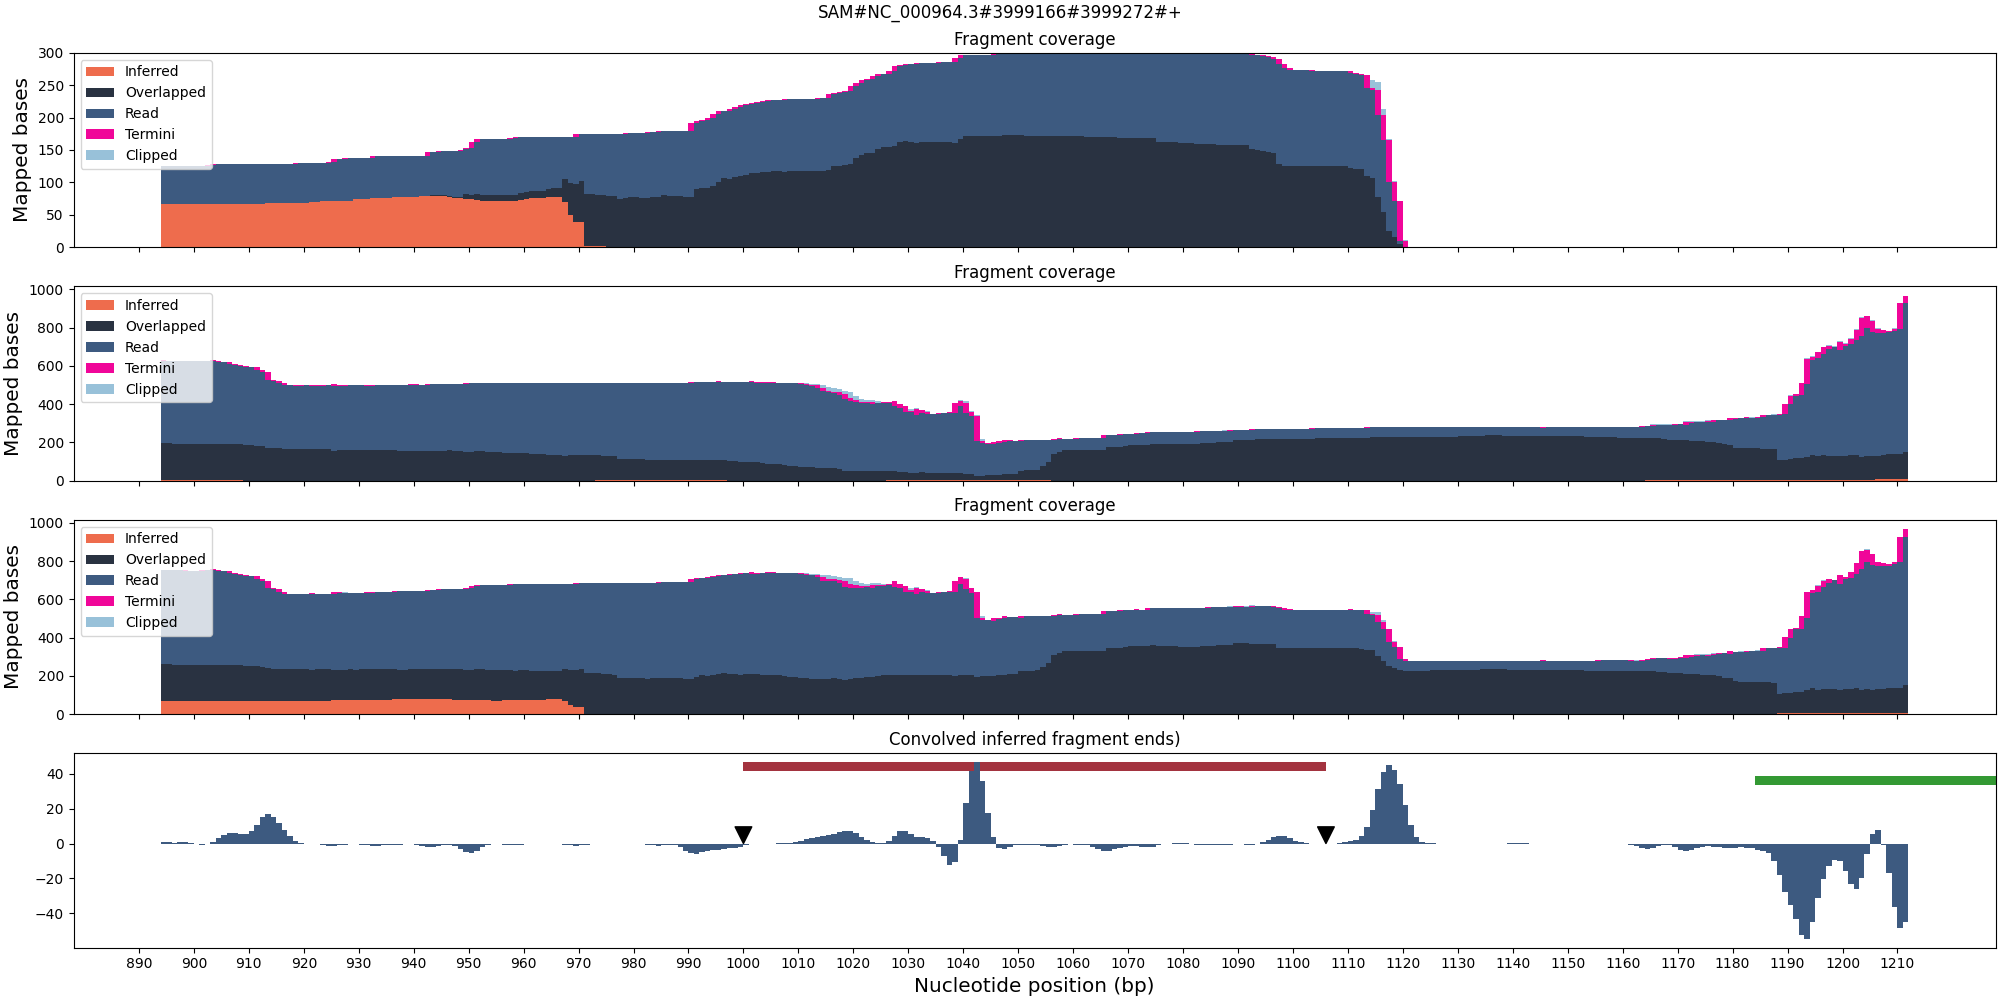 SAM#NC_000964.3#3999166#3999272#+
Fragment coverage
Mapped bases
300
250
200
150
100
50
0
Inferred
Overlapped
Read
Termini
Clipped
Fragment coverage
Mapped bases
1000
800
600
400
200
0
Inferred
Overlapped
Read
Termini
Clipped
Fragment coverage
Mapped bases
1000
800
600
400
200
0
Inferred
Overlapped
Read
Termini
Clipped
Convolved inferred fragment ends)
40
20
0
−20
−40
890 900 910 920 930 940 950 960 970 980 990 1000 1010 1020 1030 1040 1050 1060 1070 1080 1090 1100 1110 1120 1130 1140 1150 1160 1170 1180 1190 1200 1210
Nucleotide position (bp)